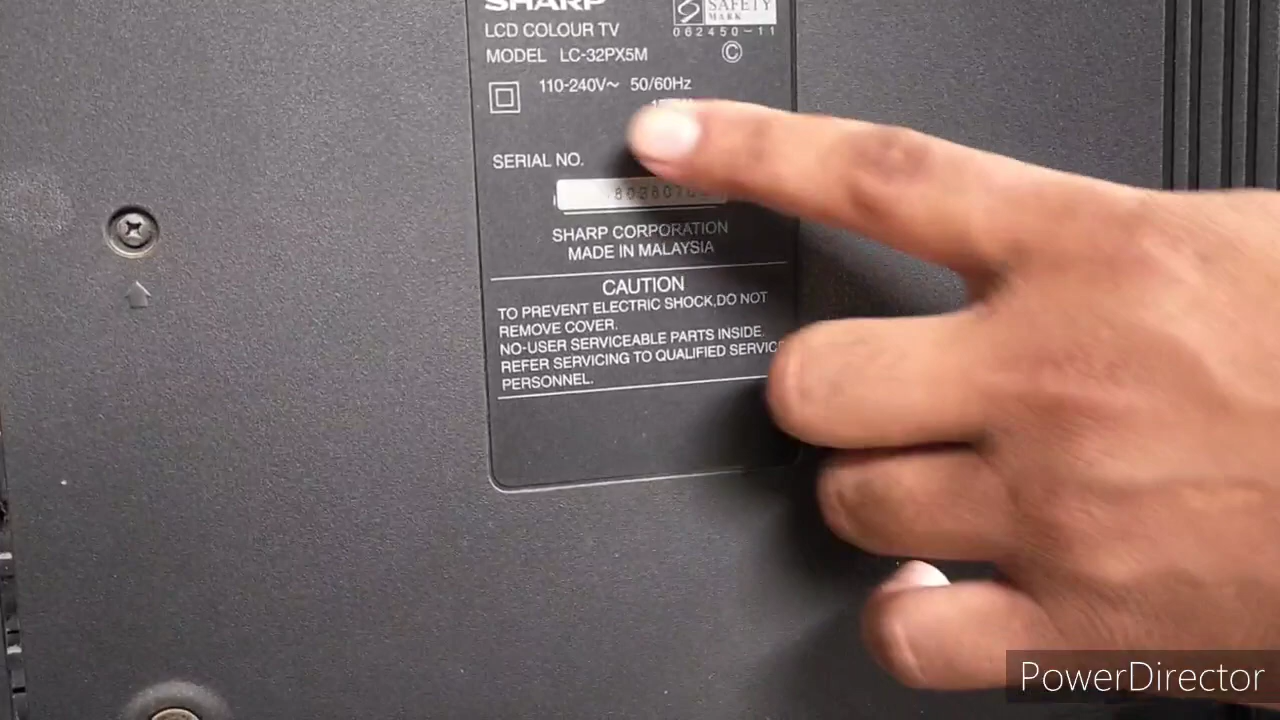 SHARP
SAFETY
MARK
LCD COLOUR TV
062450-11
MODEL LC-32PX5M
©
110-240V~ 50/60Hz
SERIAL NO.
SHARP CORPORATION
MADE IN MALAYSIA
CAUTION
TO PREVENT ELECTRIC SHOCK,DO NOT
REMOVE COVER.
NO-USER SERVICEABLE PARTS INSIDE.
REFER SERVICING TO QUALIFIED SERVICE
PERSONNEL.
PowerDirector